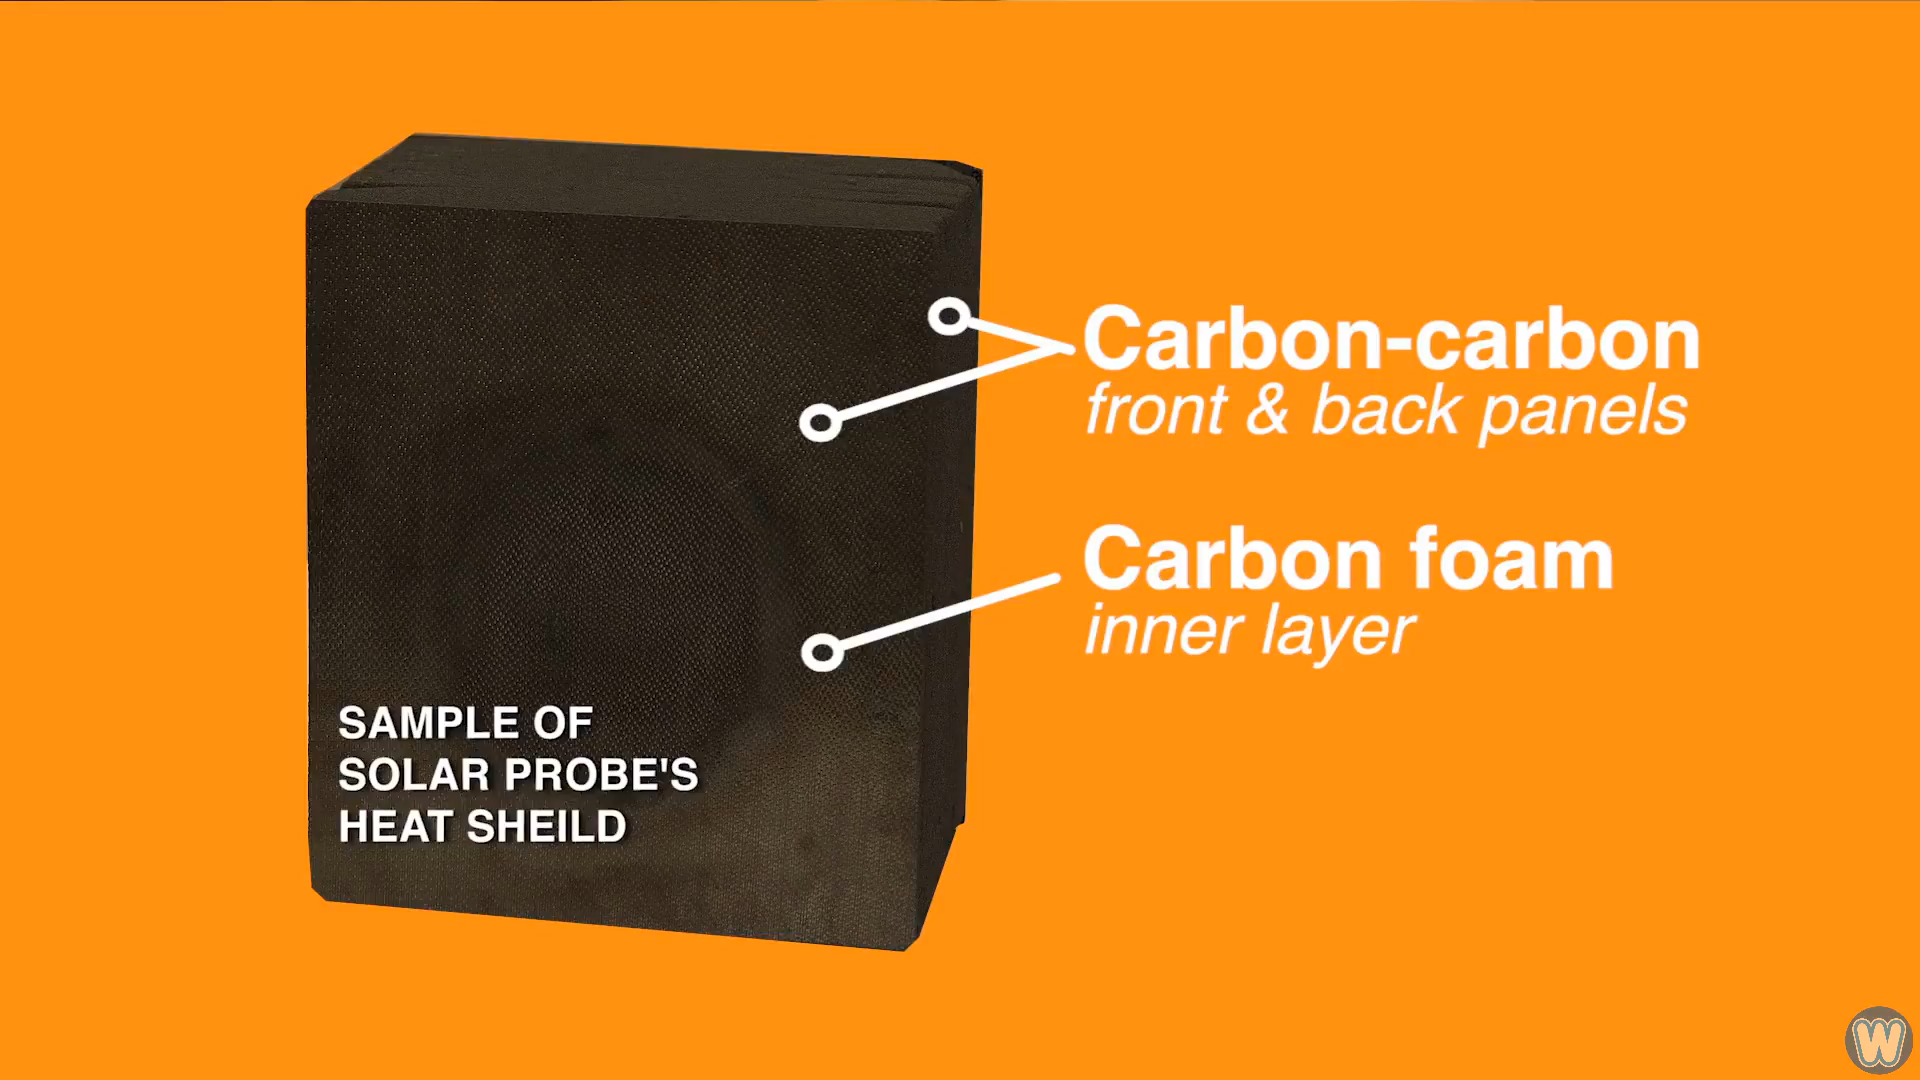 Carbon-carbon
front & back panels
Carbon foam
inner layer
SAMPLE OF
SOLAR PROBE'S
HEAT SHEILD
W